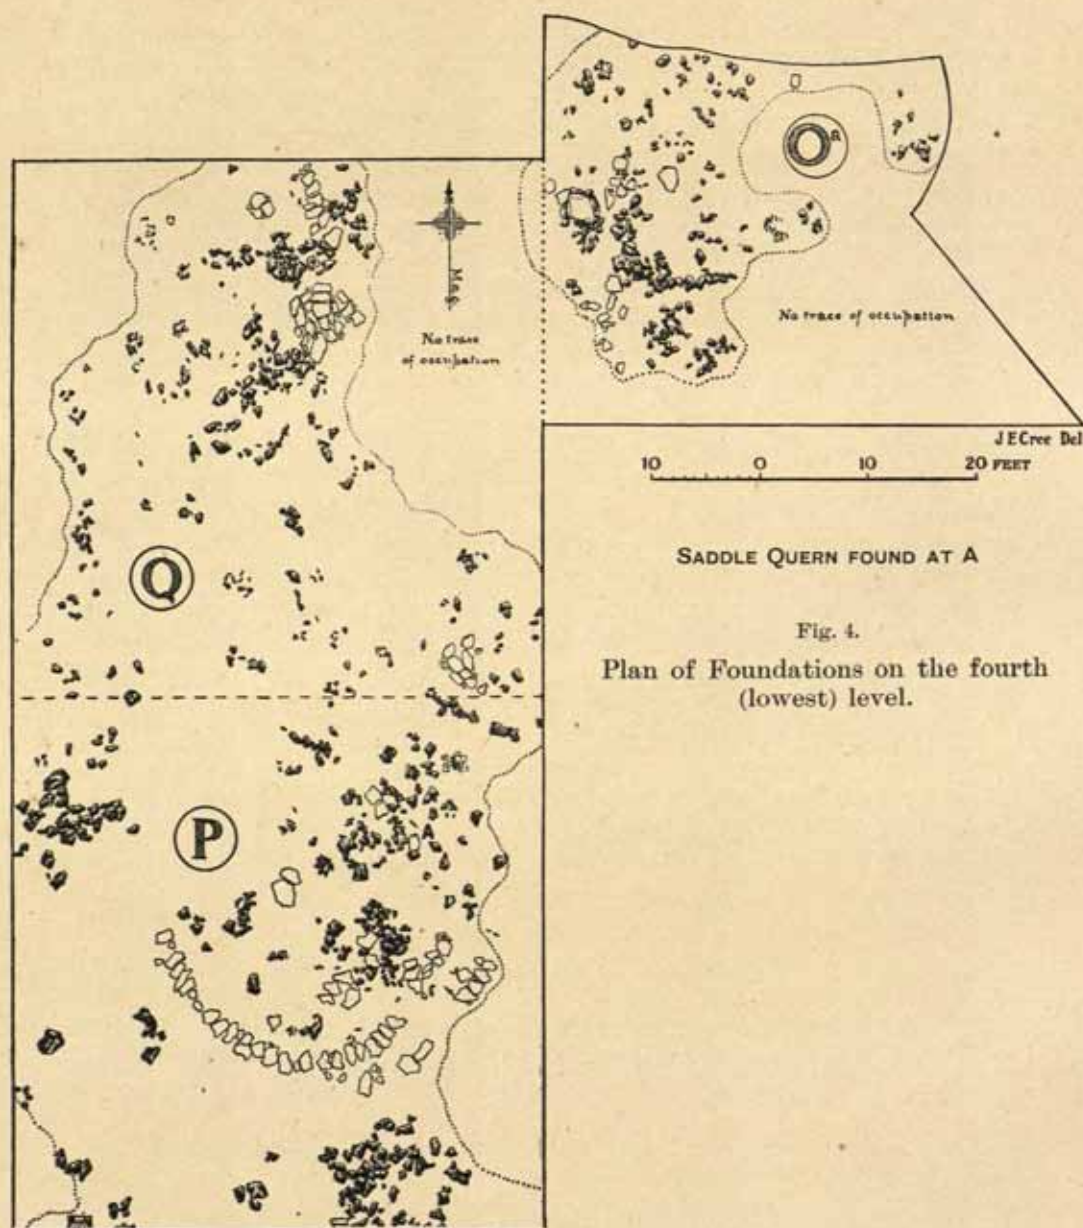 R
Mag.
No trace
of occupation
No trace of occupation
J E Cree Del
10 0 10 20 FEET
SADDLE QUERN FOUND AT A
Fig. 4.
Plan of Foundations on the fourth
(lowest) level.
Q
P
A
D